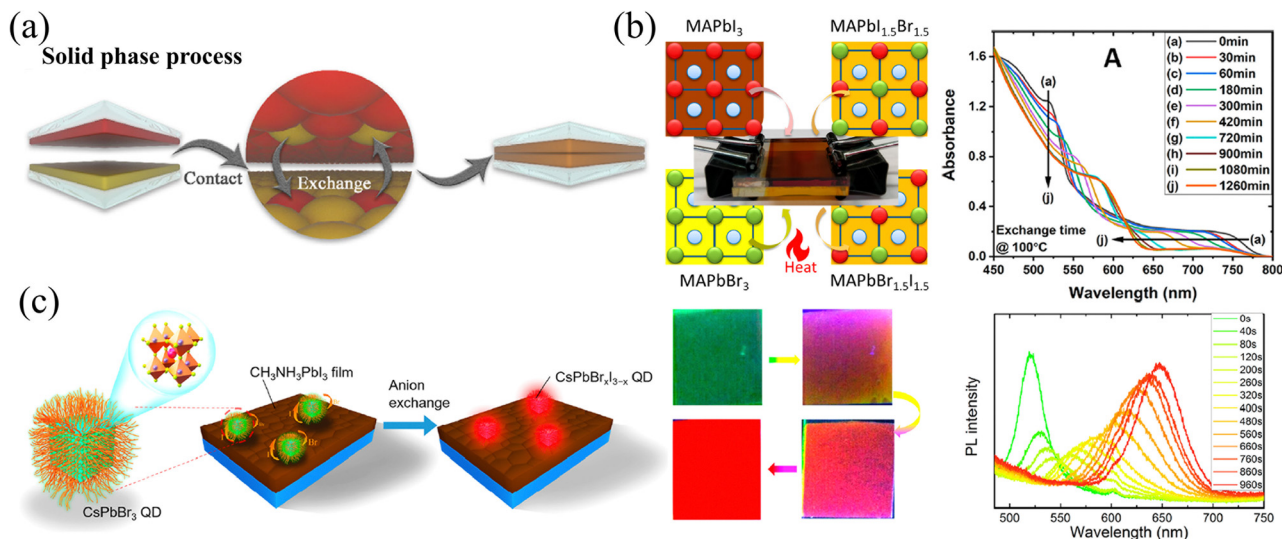 (a)
Solid phase process
Contact
Exchange
(b)
MAPbI3
MAPbI1.5Br1.5
MAPbBr3
Heat
MAPbBr1.5I1.5
A
(a) 0min
(b) 30min
(c) 60min
(d) 180min
(e) 300min
(f) 420min
(g) 720min
(h) 900min
(i) 1080min
(j) 1260min
(a)
(j)
(j)
(a)
Exchange time
@ 100°C
Absorbance
1.6
1.2
0.8
0.4
0.0
450 500 550 600 650 700 750 800
Wavelength (nm)
(c)
CsPbBr3 QD
CH3NH3PbI3 film
Br
Anion
exchange
CsPbBrxI3-x QD
PL intensity
0s
40s
80s
120s
200s
260s
320s
400s
480s
560s
660s
760s
860s
960s
500 550 600 650 700 750
Wavelength (nm)